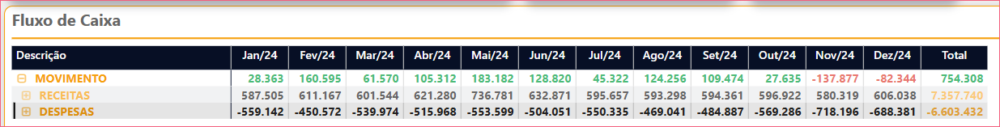 Fluxo de Caixa
Descrição Jan/24 Fev/24 Mar/24 Abr/24 Mai/24 Jun/24 Jul/24 Ago/24 Set/24 Out/24 Nov/24 Dez/24 Total
MOVIMENTO 28.363 160.595 61.570 105.312 183.182 128.820 45.322 124.256 109.474 27.635 -137.877 -82.344 754.308
RECEITAS 587.505 611.167 601.544 621.280 736.781 632.871 595.657 593.298 594.361 596.922 580.319 606.038 7.357.740
DESPESAS -559.142 -450.572 -539.974 -515.968 -553.599 -504.051 -550.335 -469.041 -484.887 -569.286 -718.196 -688.381 -6.603.432